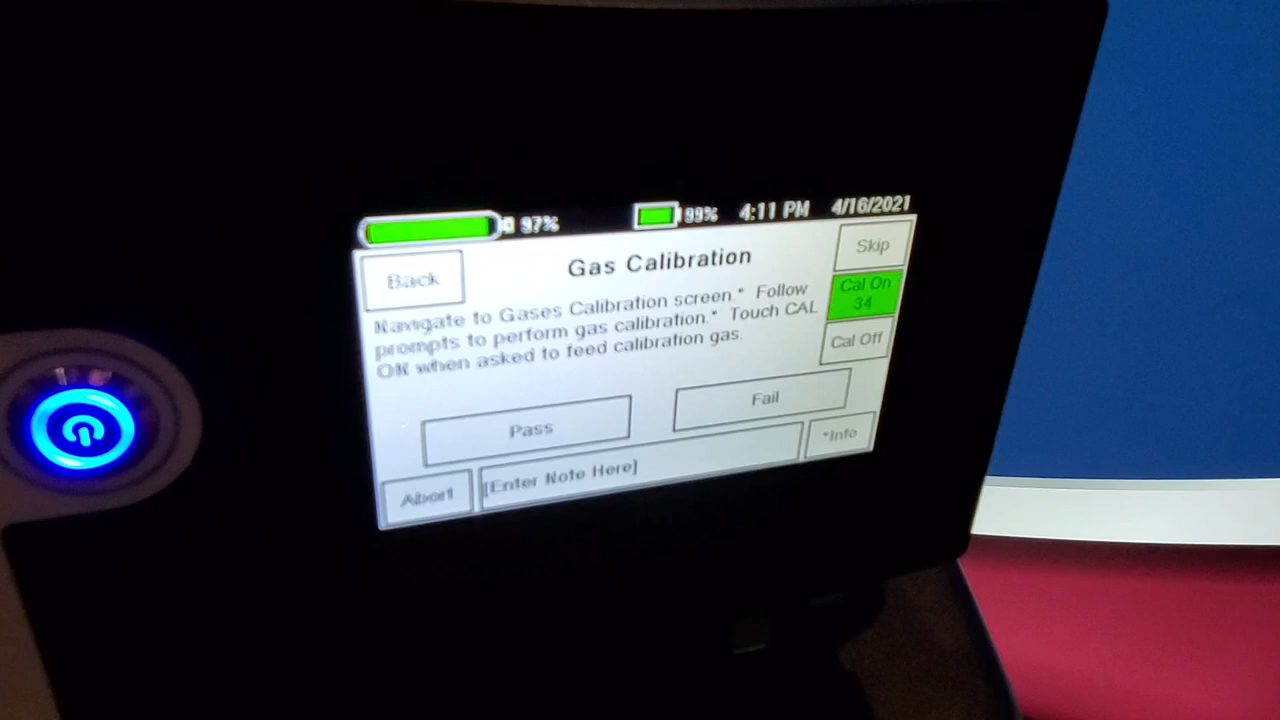 97% 99% 4:11 PM 4/16/2021
Back
Gas Calibration
Skip
Navigate to Gases Calibration screen.* Follow
prompts to perform gas calibration.* Touch CAL
ON when asked to feed calibration gas.
Cal On
34
Cal Off
Pass
Fail
Abort
[Enter Note Here]
*Info